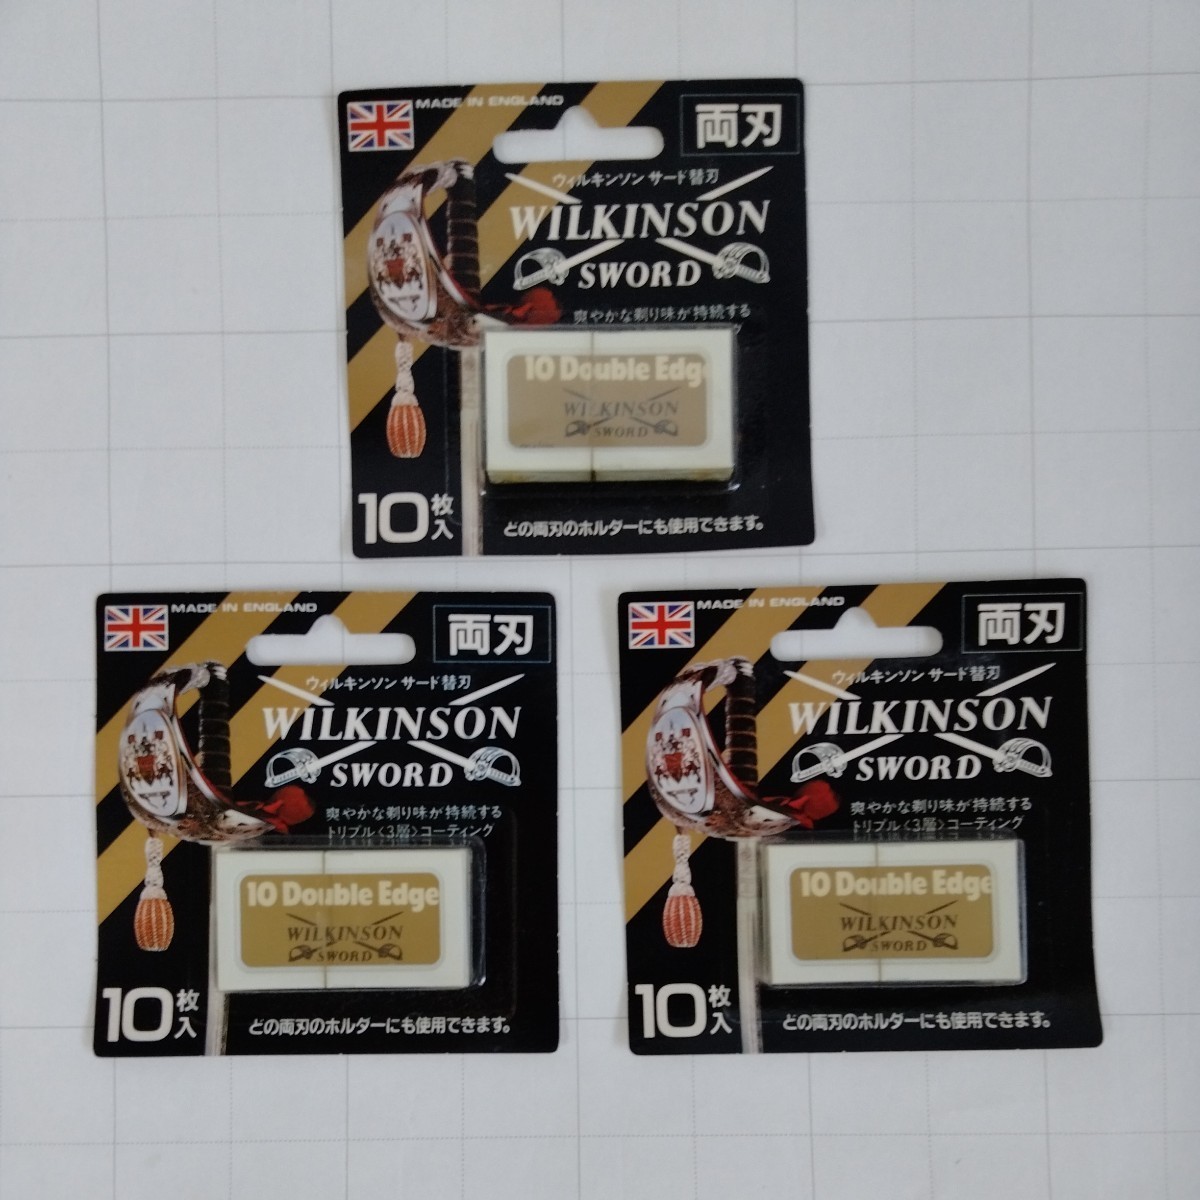 MADE IN ENGLAND
両刃
ウィルキンソン サード替刃
WILKINSON
SWORD
爽やかな剃り味が持続する
10 Double Edg
WILKINSON
SWORD
10枚入
どの両刃のホルダーにも使用できます。
MADE IN ENGLAND
両刃
ウィルキンソン サード替刃
WILKINSON
SWORD
爽やかな剃り味が持続する
トリプル〈3層〉コーティング
10 Double Edge
WILKINSON
SWORD
10枚入
どの両刃のホルダーにも使用できます。
MADE IN ENGLAND
両刃
ウィルキンソン サード替刃
WILKINSON
SWORD
爽やかな剃り味が持続する
トリプル〈3層〉コーティング
10 Double Edge
WILKINSON
SWORD
10枚入
どの両刃のホルダーにも使用できます。